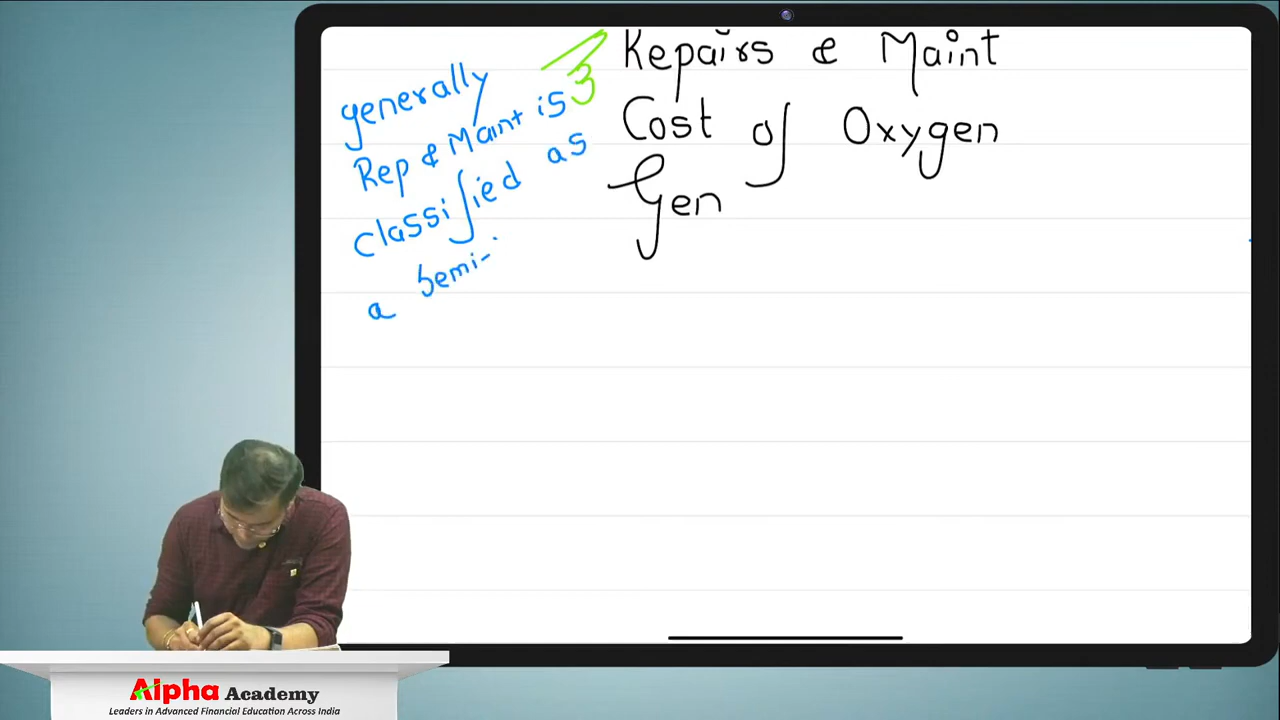 generally
Rep & Maint is
classified as
a semi-
3
Repairs & Maint
Cost of Oxygen
Gen
Alpha Academy
Leaders in Advanced Financial Education Across India